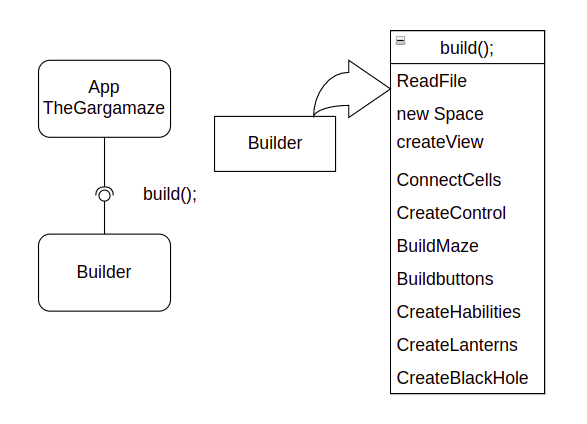 App
TheGargamaze
build();
Builder
Builder
build();
ReadFile
new Space
createView
ConnectCells
CreateControl
BuildMaze
Buildbuttons
CreateHabilities
CreateLanterns
CreateBlackHole